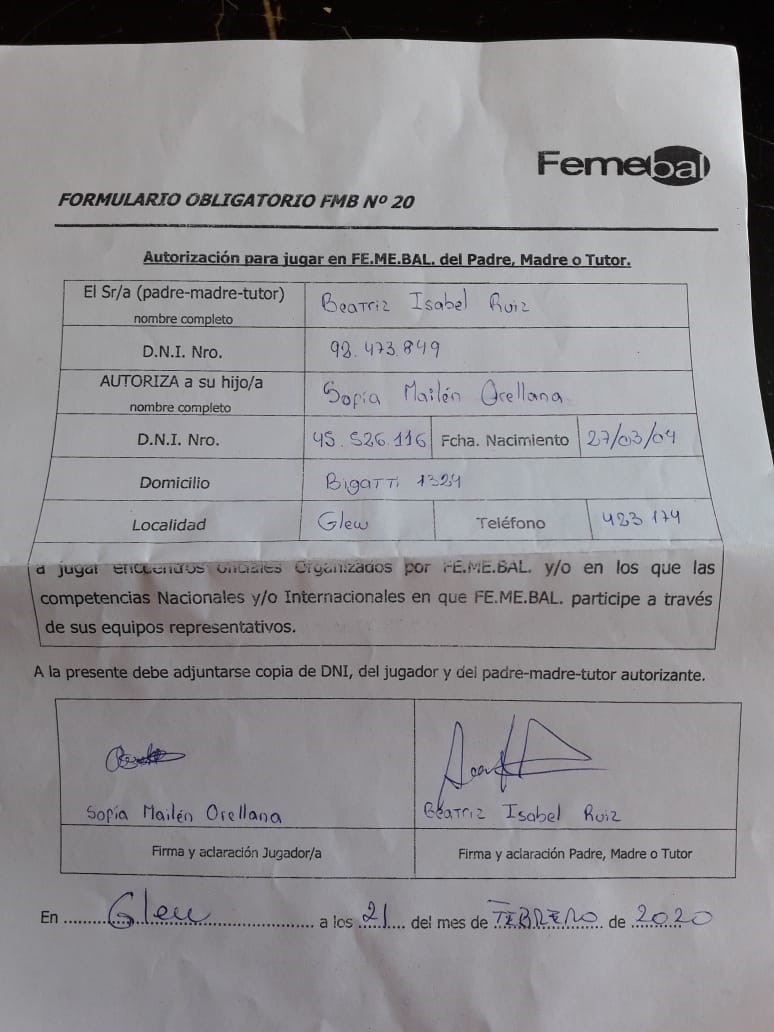 Femebal
FORMULARIO OBLIGATORIO FMB Nº 20
Autorización para jugar en FE.ME.BAL. del Padre, Madre o Tutor.
El Sr/a (padre-madre-tutor) Beatriz Isabel Ruiz
nombre completo
D.N.I. Nro. 92.473.849
AUTORIZA a su hijo/a Sofía Mailén Orellana
nombre completo
D.N.I. Nro. 45.526.116 Fcha. Nacimiento 27/03/04
Domicilio Bigatti 1324
Localidad Glew Teléfono 423 174
a jugar encuentros oficiales Organizados por FE.ME.BAL. y/o en los que las
competencias Nacionales y/o Internacionales en que FE.ME.BAL. participe a través
de sus equipos representativos.
A la presente debe adjuntarse copia de DNI, del jugador y del padre-madre-tutor autorizante.
Sofía Mailén Orellana Beatriz Isabel Ruiz
Firma y aclaración Jugador/a Firma y aclaración Padre, Madre o Tutor
En Glew a los 21 del mes de FEBRERO de 2020